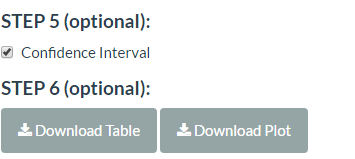 STEP 5 (optional):
Confidence Interval
STEP 6 (optional):
Download Table Download Plot